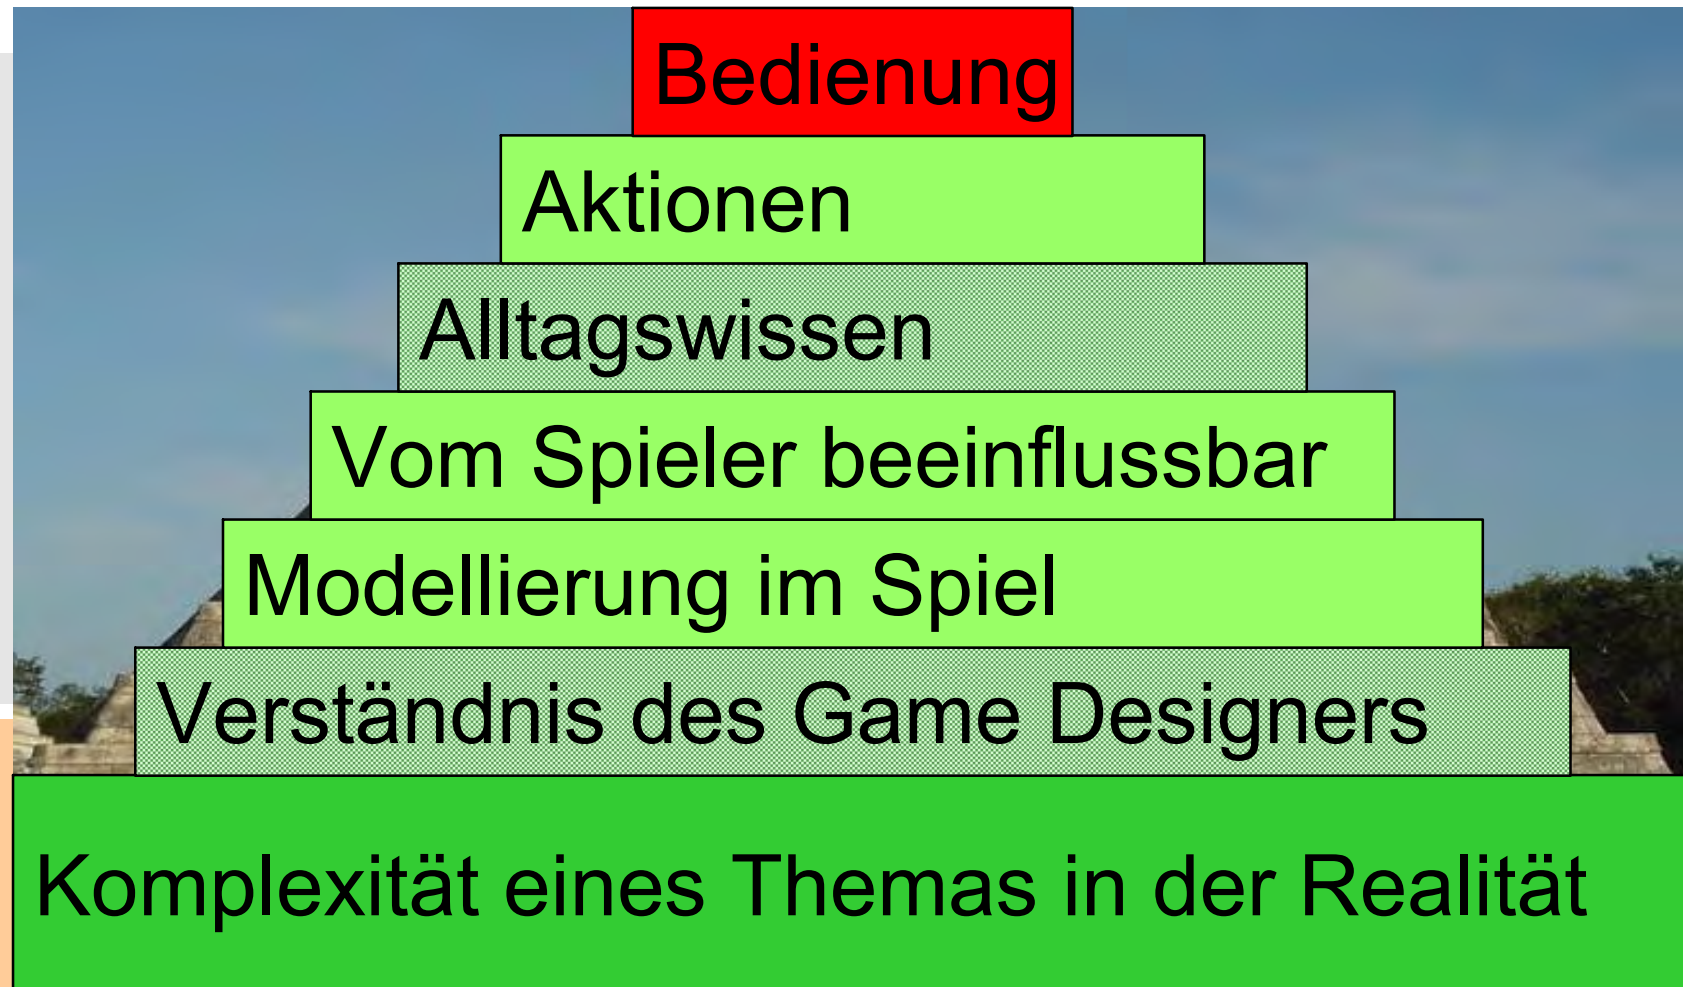 Bedienung
Aktionen
Alltagswissen
Vom Spieler beeinflussbar
Modellierung im Spiel
Verständnis des Game Designers
Komplexität eines Themas in der Realität